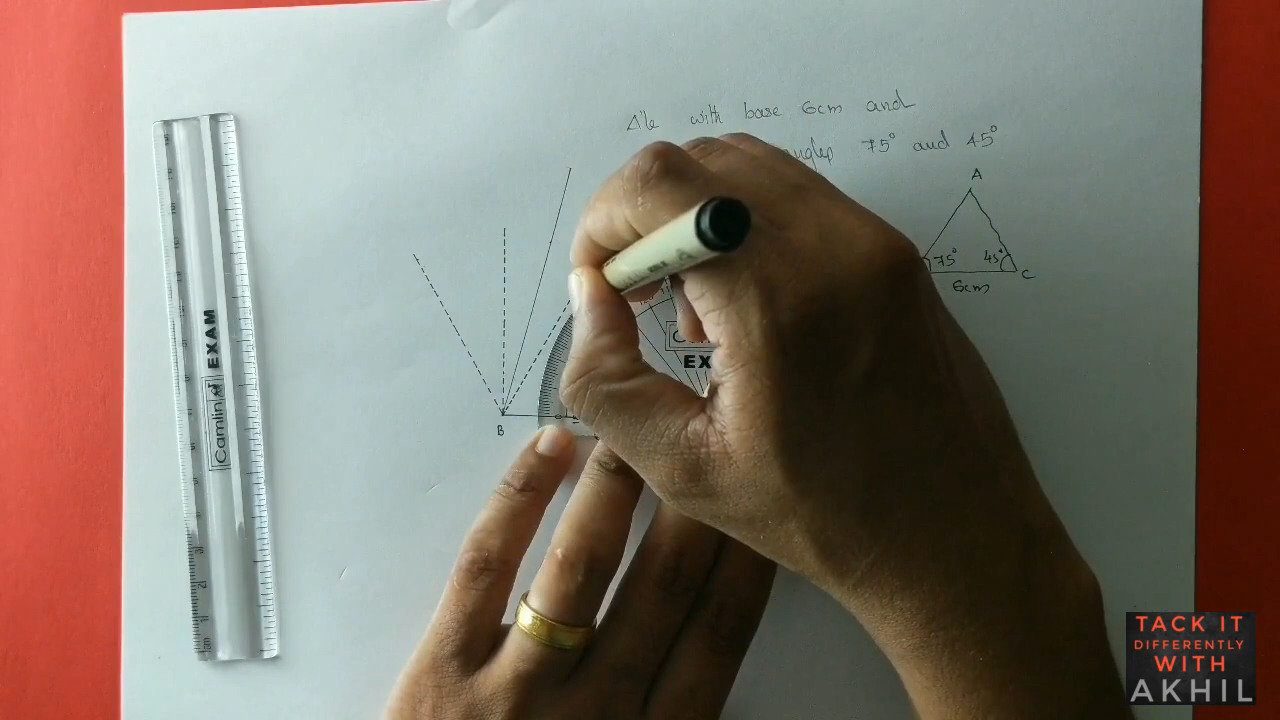 Δle with base 6cm and
angles 75° and 45°
A
75° 45°
C
6cm
B
Camlin
EXAM
EX
TACK IT
DIFFERENTLY
WITH
AKHIL